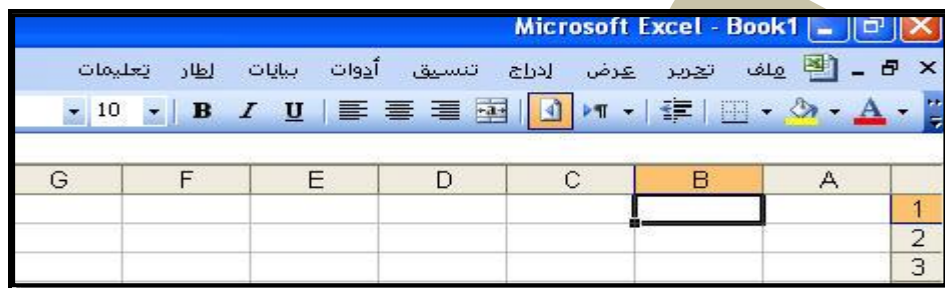 Microsoft Excel - Book1
ملف تحرير عرض إدراج تنسيق أدوات بيانات إطار تعليمات
10 B I U a A
G F E D C B A
1
2
3